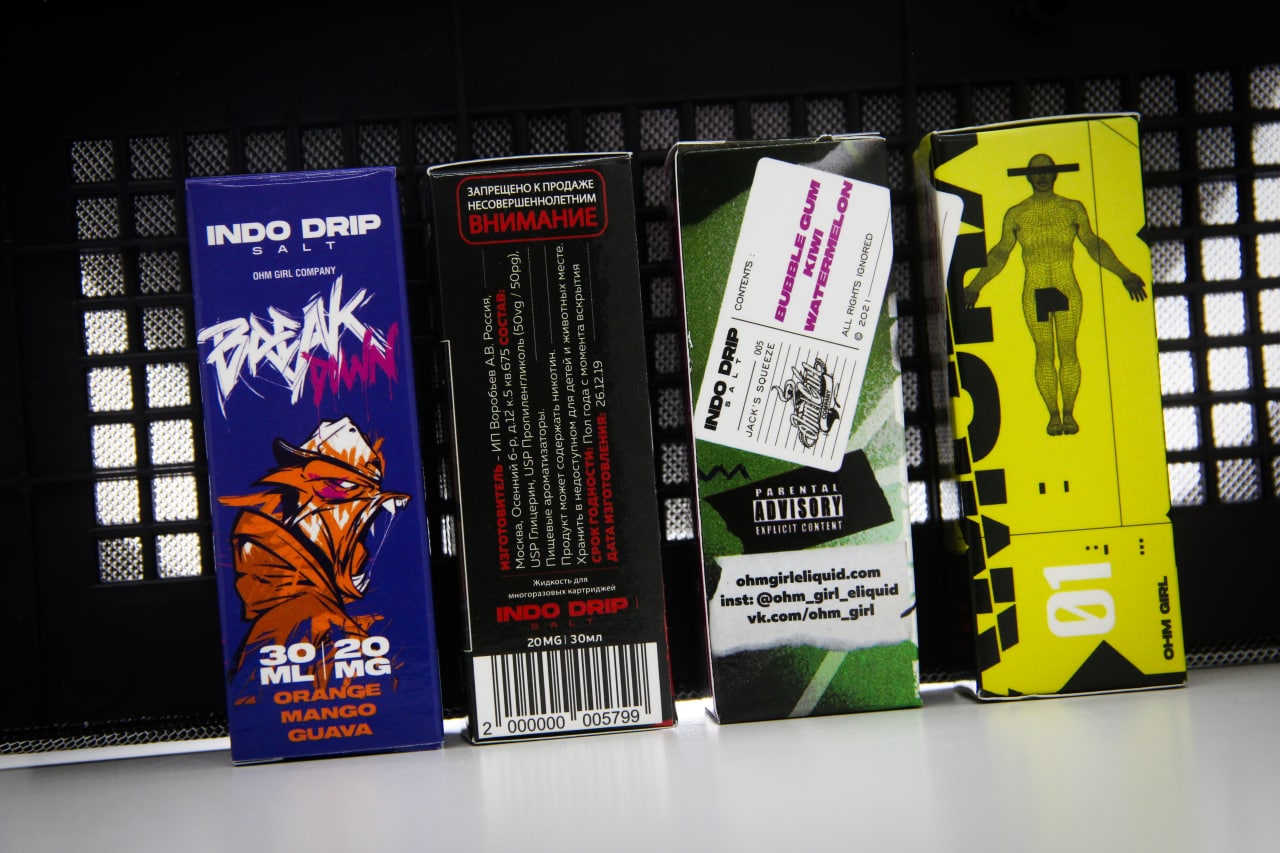 INDO DRIP
SALT
OHM GIRL COMPANY
BREAK
DOWN
30 ML
20 MG
ORANGE
MANGO
GUAVA
ЗАПРЕЩЕНО К ПРОДАЖЕ
НЕСОВЕРШЕННОЛЕТНИМ
ВНИМАНИЕ
ИЗГОТОВИТЕЛЬ – ИП Воробьев А.В. Россия,
Москва, Осенний б-р, д.12 к.5 кв.675 СОСТАВ:
USP Глицерин, USP Пропиленгликоль (50vg / 50pg),
Пищевые ароматизаторы.
Продукт может содержать никотин.
Хранить в недоступном для детей и животных месте.
СРОК ГОДНОСТИ: Пол года с момента вскрытия
ДАТА ИЗГОТОВЛЕНИЯ: 26.12.19
Жидкость для
многоразовых картриджей
INDO DRIP
SALT
20 MG | 30мл
2 000000 005799
INDO DRIP
SALT
JACK'S SQUEEZE 005
CONTENTS :
BUBBLE GUM
KIWI
WATERMELON
ALL RIGHTS IGNORED
© 2021
PARENTAL
ADVISORY
EXPLICIT CONTENT
ohmgirleliquid.com
inst: @ohm_girl_eliquid
vk.com/ohm_girl
01
OHM GIRL